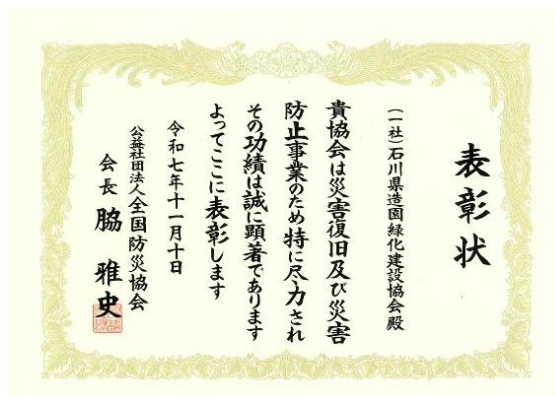 表彰状
(一社)石川県造園緑化建設協会殿
貴協会は災害復旧及び災害
防止事業のため特に尽力され
その功績は誠に顕著であります
よってここに表彰します
令和七年十一月十日
公益社団法人全国防災協会
会長 脇 雅史